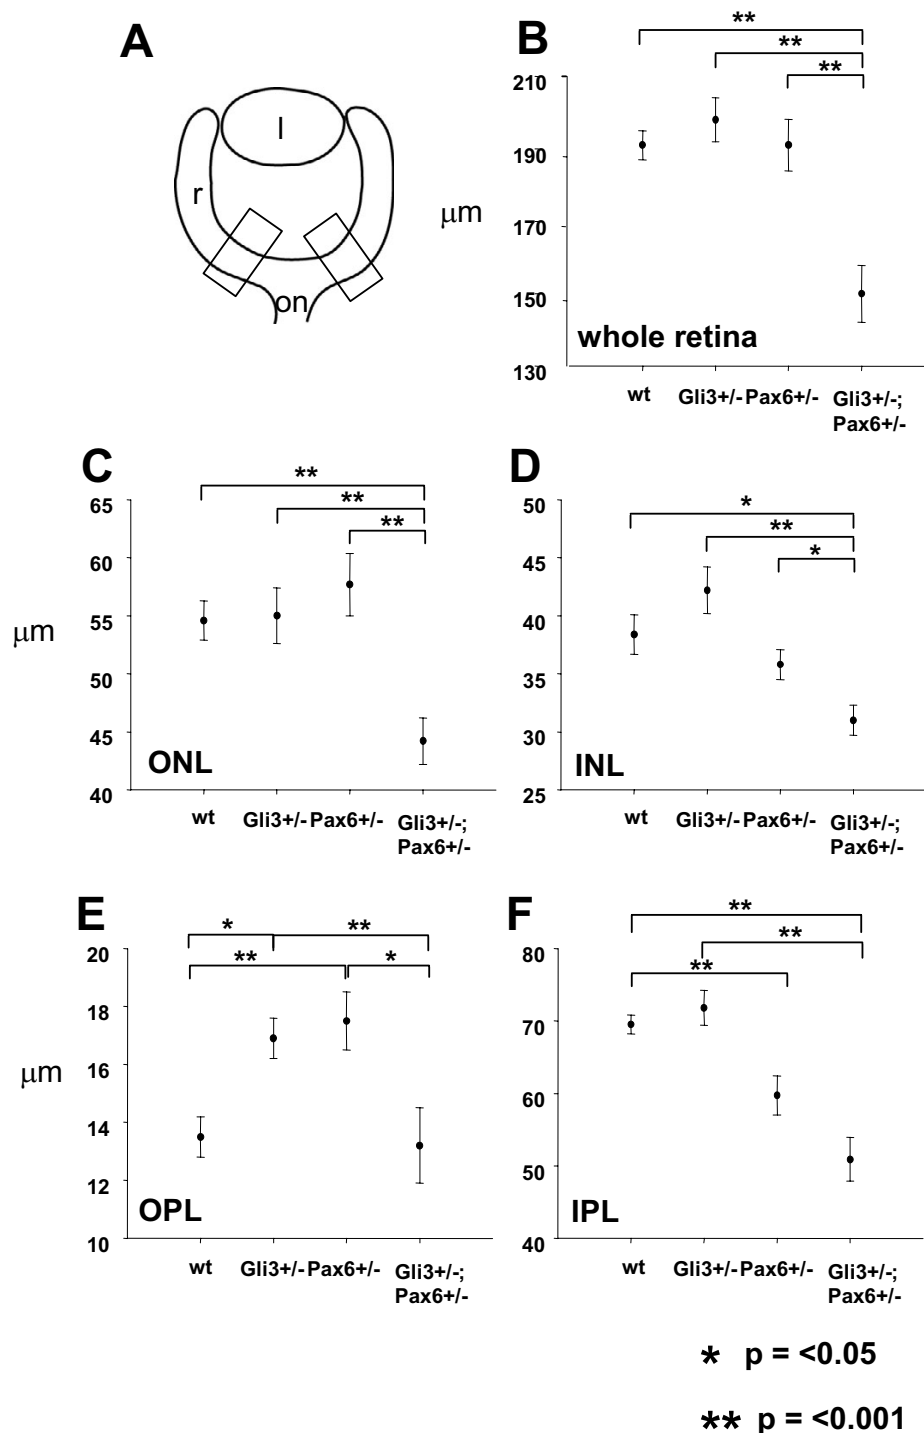 A
l
r
on
B
**
**
**
210
190
μm
170
150
whole retina
130
wt
Gli3+/-
Pax6+/-
Gli3+/-;
Pax6+/-
C
**
**
**
65
60
55
μm
50
45
ONL
40
wt
Gli3+/-
Pax6+/-
Gli3+/-;
Pax6+/-
D
*
**
*
50
45
40
35
30
INL
25
wt
Gli3+/-
Pax6+/-
Gli3+/-;
Pax6+/-
E
*
**
**
*
20
18
16
μm
14
12
OPL
10
wt
Gli3+/-
Pax6+/-
Gli3+/-;
Pax6+/-
F
**
**
**
80
70
60
50
IPL
40
wt
Gli3+/-
Pax6+/-
Gli3+/-;
Pax6+/-
* p = <0.05
** p = <0.001